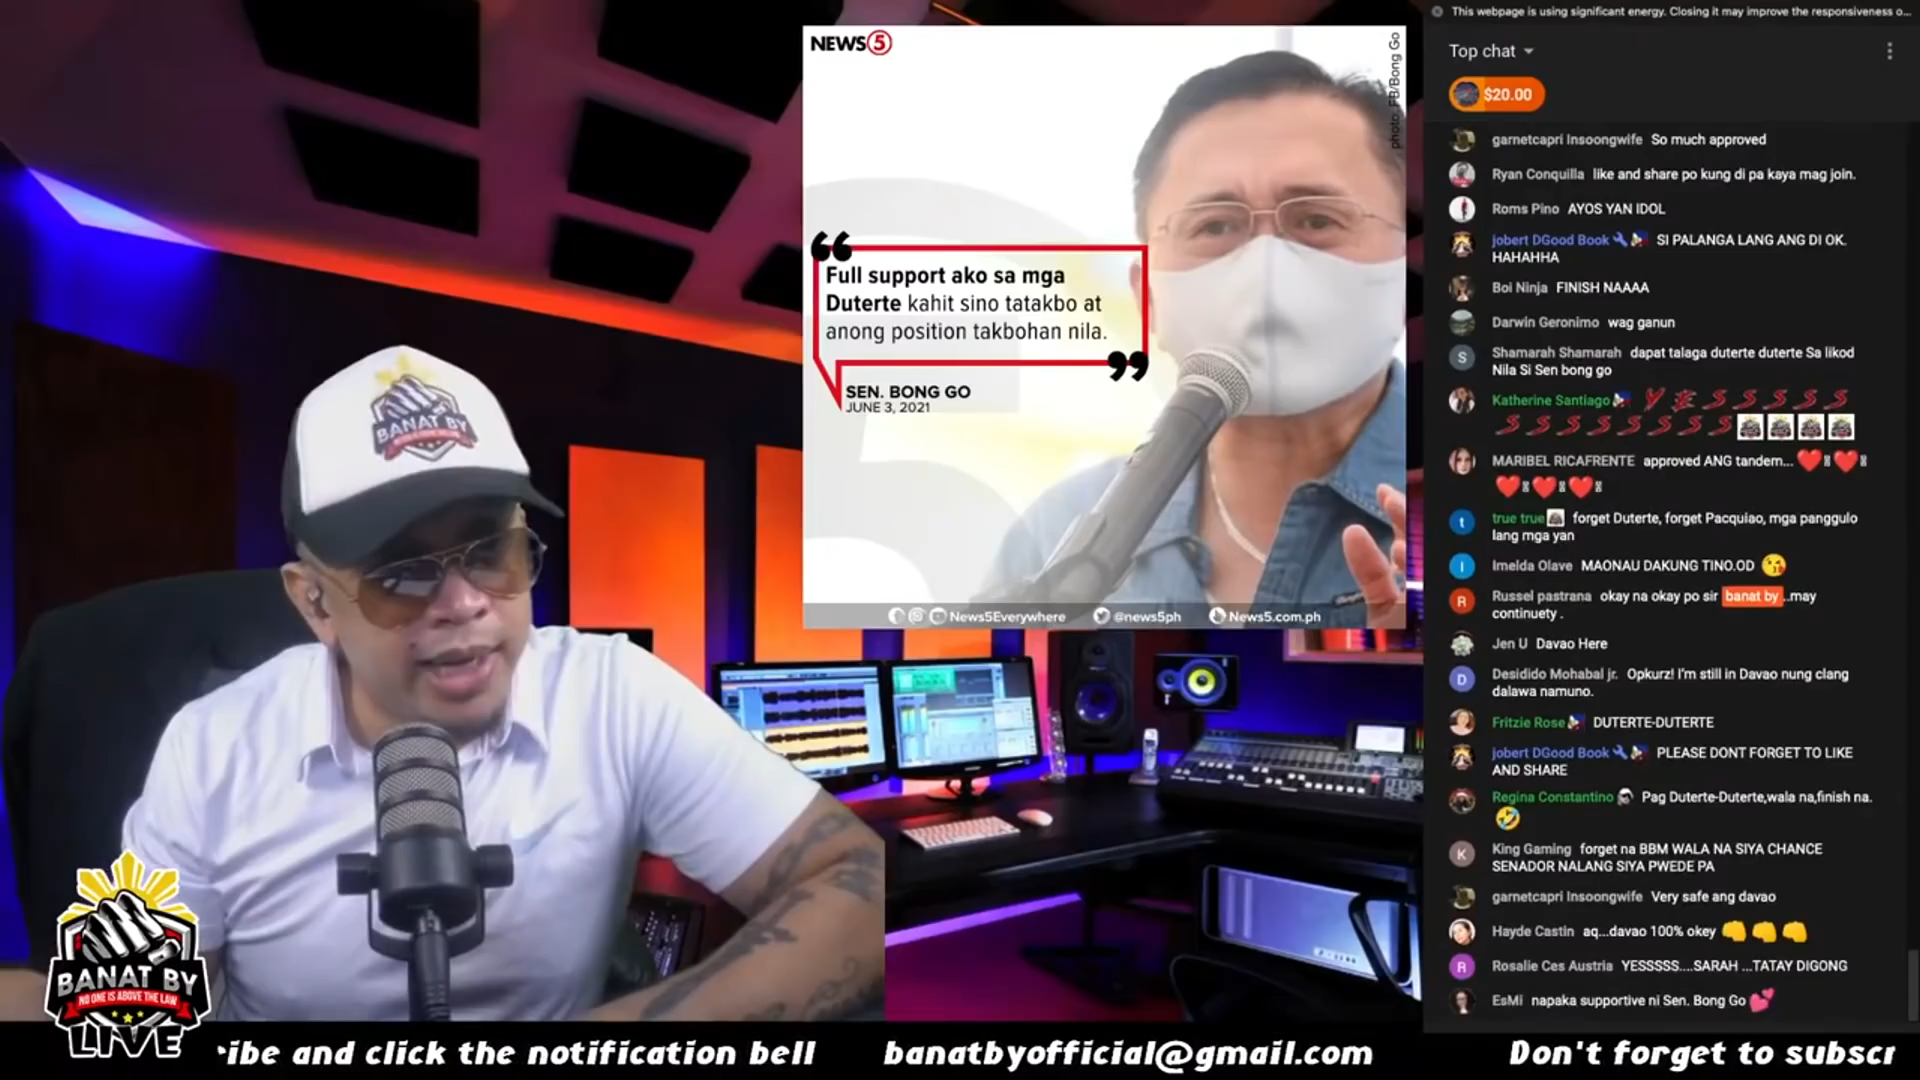 NEWS5
photo: FB/Bong Go
“
Full support ako sa mga
Duterte kahit sino tatakbo at
anong position takbohan nila.
”
SEN. BONG GO
JUNE 3, 2021
News5Everywhere
@news5ph
News5.com.ph
BANAT BY
BANAT BY
NO ONE IS ABOVE THE LAW
LIVE
This webpage is using significant energy. Closing it may improve the responsiveness o...
Top chat
$20.00
garnetcapri Insoongwife So much approved
Ryan Conquilla like and share po kung di pa kaya mag join.
Roms Pino AYOS YAN IDOL
jobert DGood Book SI PALANGA LANG ANG DI OK.
HAHAHHA
Boi Ninja FINISH NAAAA
Darwin Geronimo wag ganun
S
Shamarah Shamarah dapat talaga duterte duterte Sa likod
Nila Si Sen bong go
Katherine Santiago
MARIBEL RICAFRENTE approved ANG tandem...
t
true true forget Duterte, forget Pacquiao, mga panggulo
lang mga yan
I
Imelda Olave MAONAU DAKUNG TINO.OD 😘
R
Russel pastrana okay na okay po sir banat by ..may
continuety .
Jen U Davao Here
D
Desidido Mohabal jr. Opkurz! I'm still in Davao nung clang
dalawa namuno.
Fritzie Rose DUTERTE-DUTERTE
jobert DGood Book PLEASE DONT FORGET TO LIKE
AND SHARE
Regina Constantino Pag Duterte-Duterte,wala na,finish na.
🤣
K
King Gaming forget na BBM WALA NA SIYA CHANCE
SENADOR NALANG SIYA PWEDE PA
garnetcapri Insoongwife Very safe ang davao
Hayde Castin aq...davao 100% okey
R
Rosalie Ces Austria YESSSSS....SARAH ...TATAY DIGONG
EsMi napaka supportive ni Sen. Bong Go 💕
ibe and click the notification bell
banatbyofficial@gmail.com
Don't forget to subscr